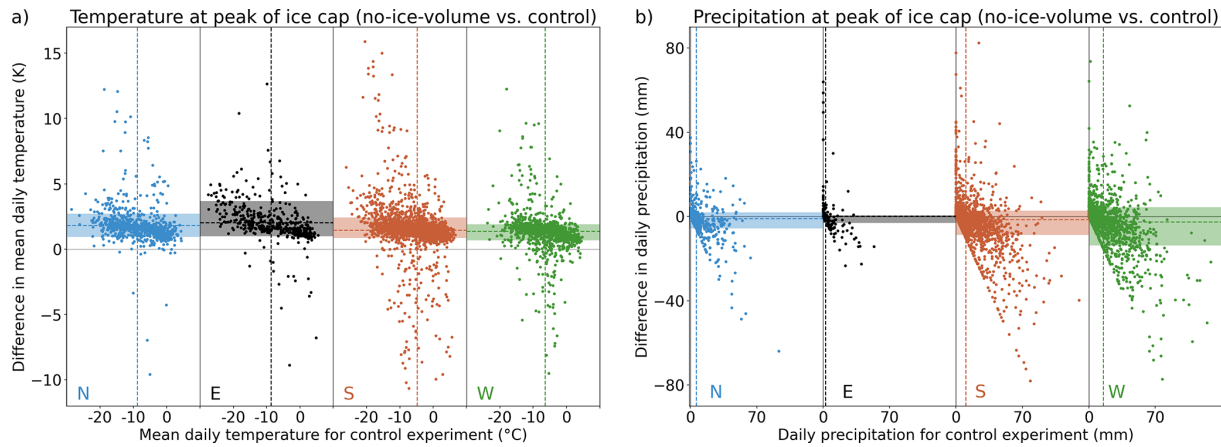 a) Temperature at peak of ice cap (no-ice-volume vs. control)
Difference in mean daily temperature (K)
15
10
5
0
−5
−10
N
E
S
W
-20 -10 0 -20 -10 0 -20 -10 0 -20 -10 0
Mean daily temperature for control experiment (°C)
b) Precipitation at peak of ice cap (no-ice-volume vs. control)
Difference in daily precipitation (mm)
80
40
0
−40
−80
N
E
S
W
0 70 0 70 0 70 0 70
Daily precipitation for control experiment (mm)